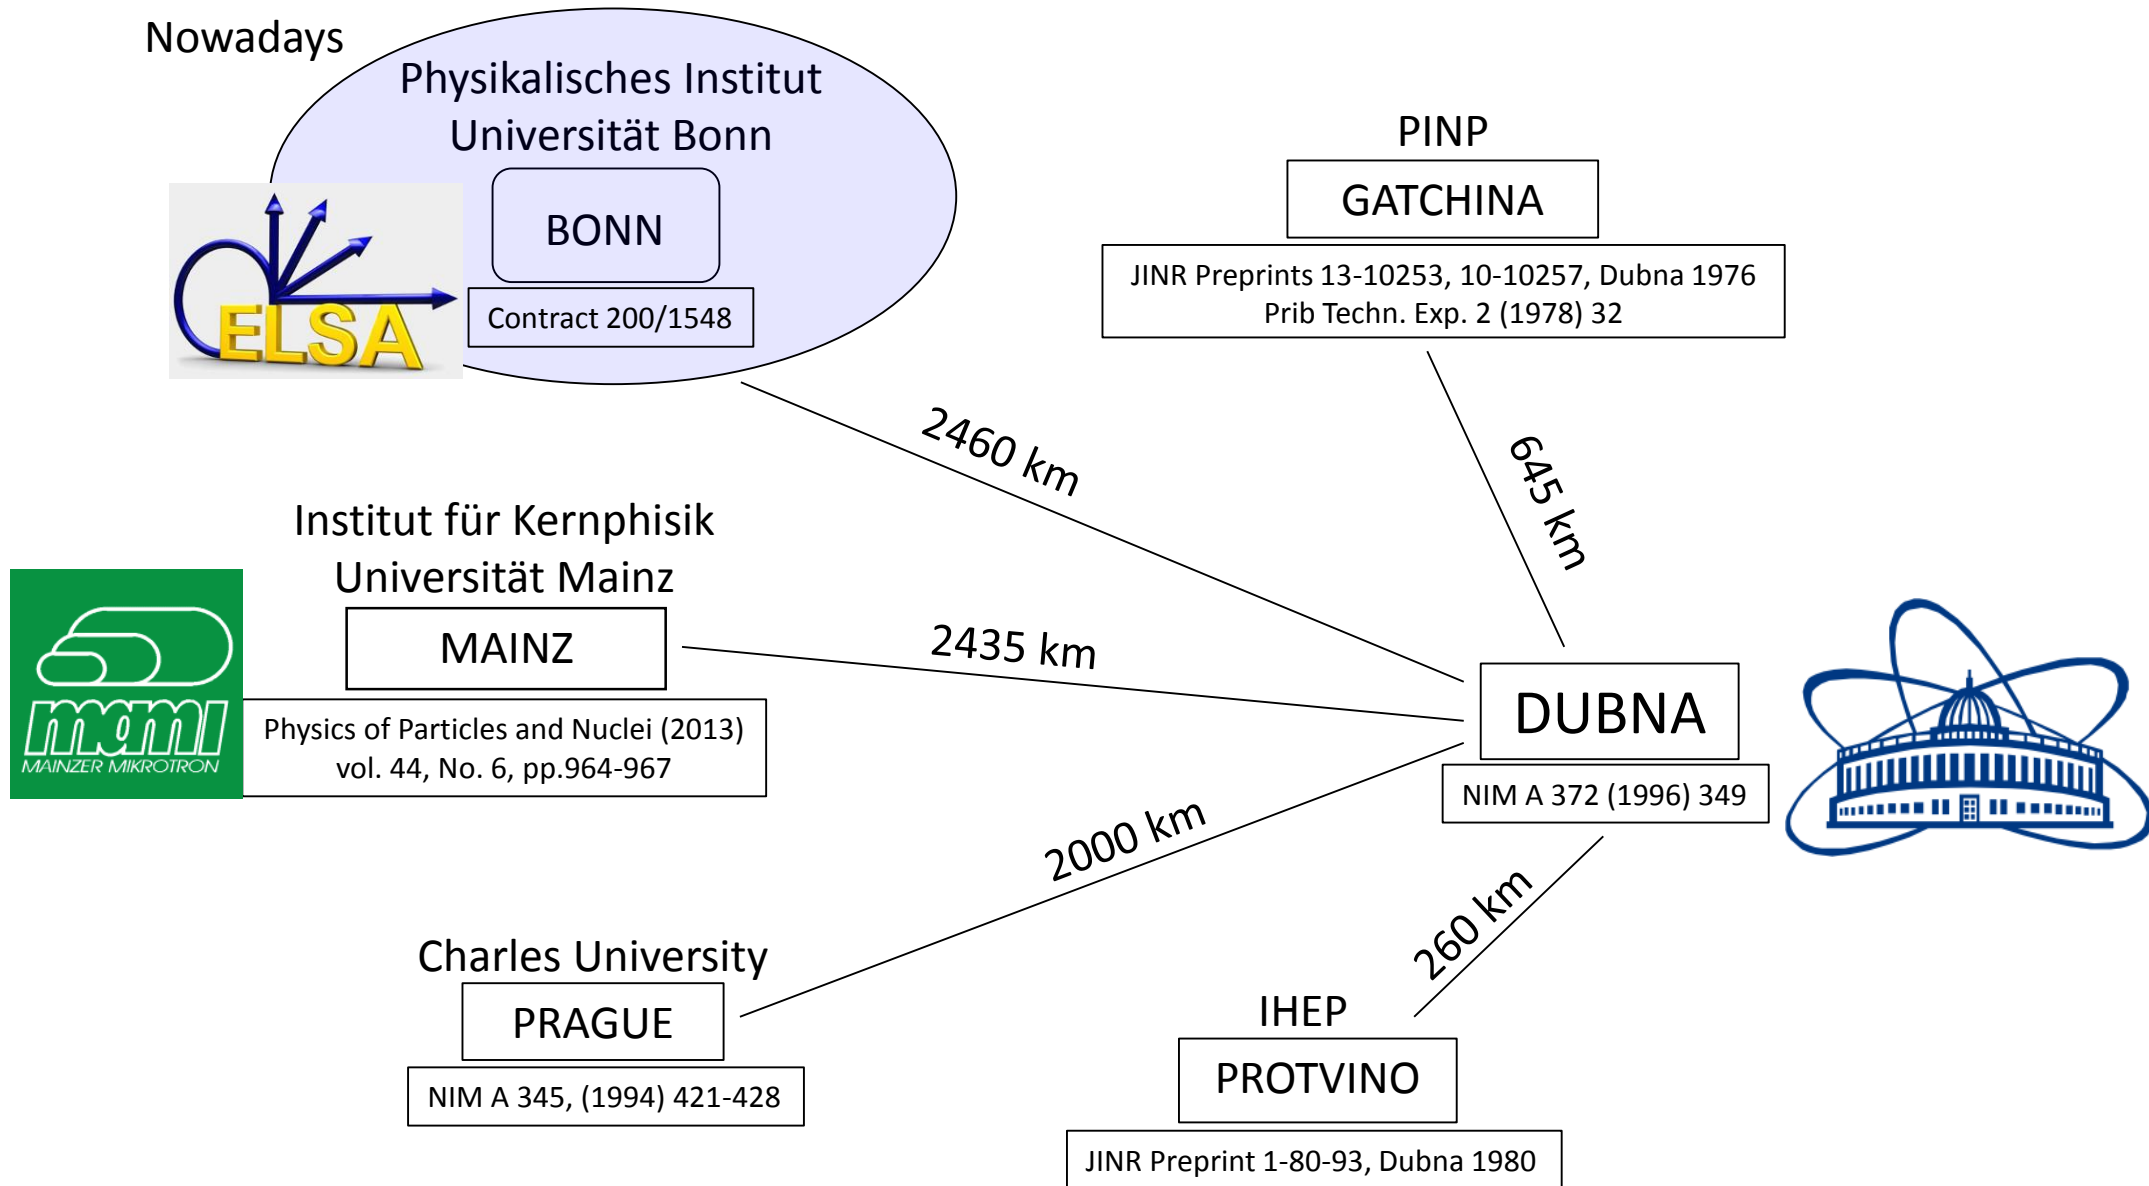 Nowadays
Physikalisches Institut
Universität Bonn
BONN
ELSA
Contract 200/1548
PINP
GATCHINA
JINR Preprints 13-10253, 10-10257, Dubna 1976
Prib Techn. Exp. 2 (1978) 32
2460 km
645 km
Institut für Kernphisik
Universität Mainz
MAINZ
mami
MAINZER MIKROTRON
Physics of Particles and Nuclei (2013)
vol. 44, No. 6, pp.964-967
2435 km
DUBNA
NIM A 372 (1996) 349
2000 km
260 km
Charles University
PRAGUE
NIM A 345, (1994) 421-428
IHEP
PROTVINO
JINR Preprint 1-80-93, Dubna 1980